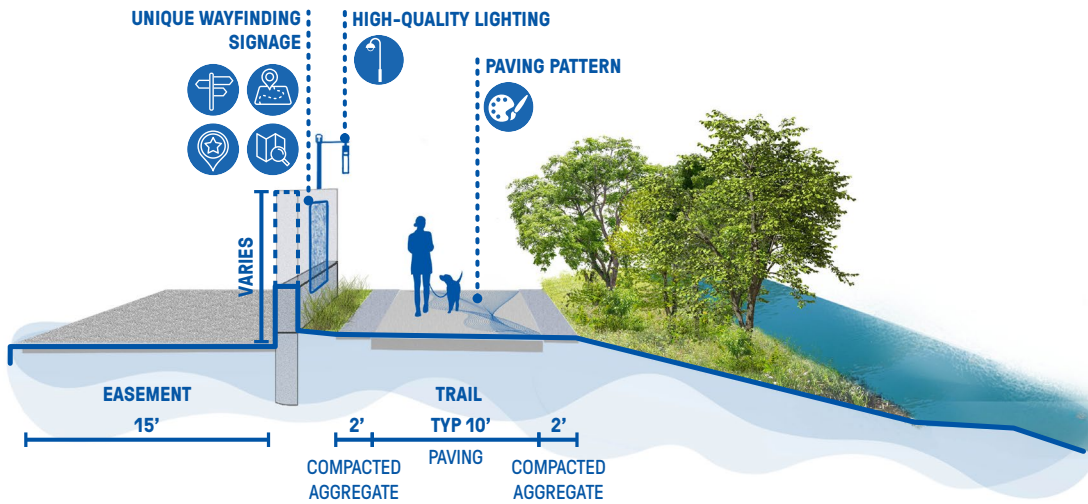 UNIQUE WAYFINDING
SIGNAGE
HIGH-QUALITY LIGHTING
PAVING PATTERN
VARIES
EASEMENT
15’
TRAIL
2’
TYP 10’
2’
PAVING
COMPACTED
AGGREGATE
COMPACTED
AGGREGATE